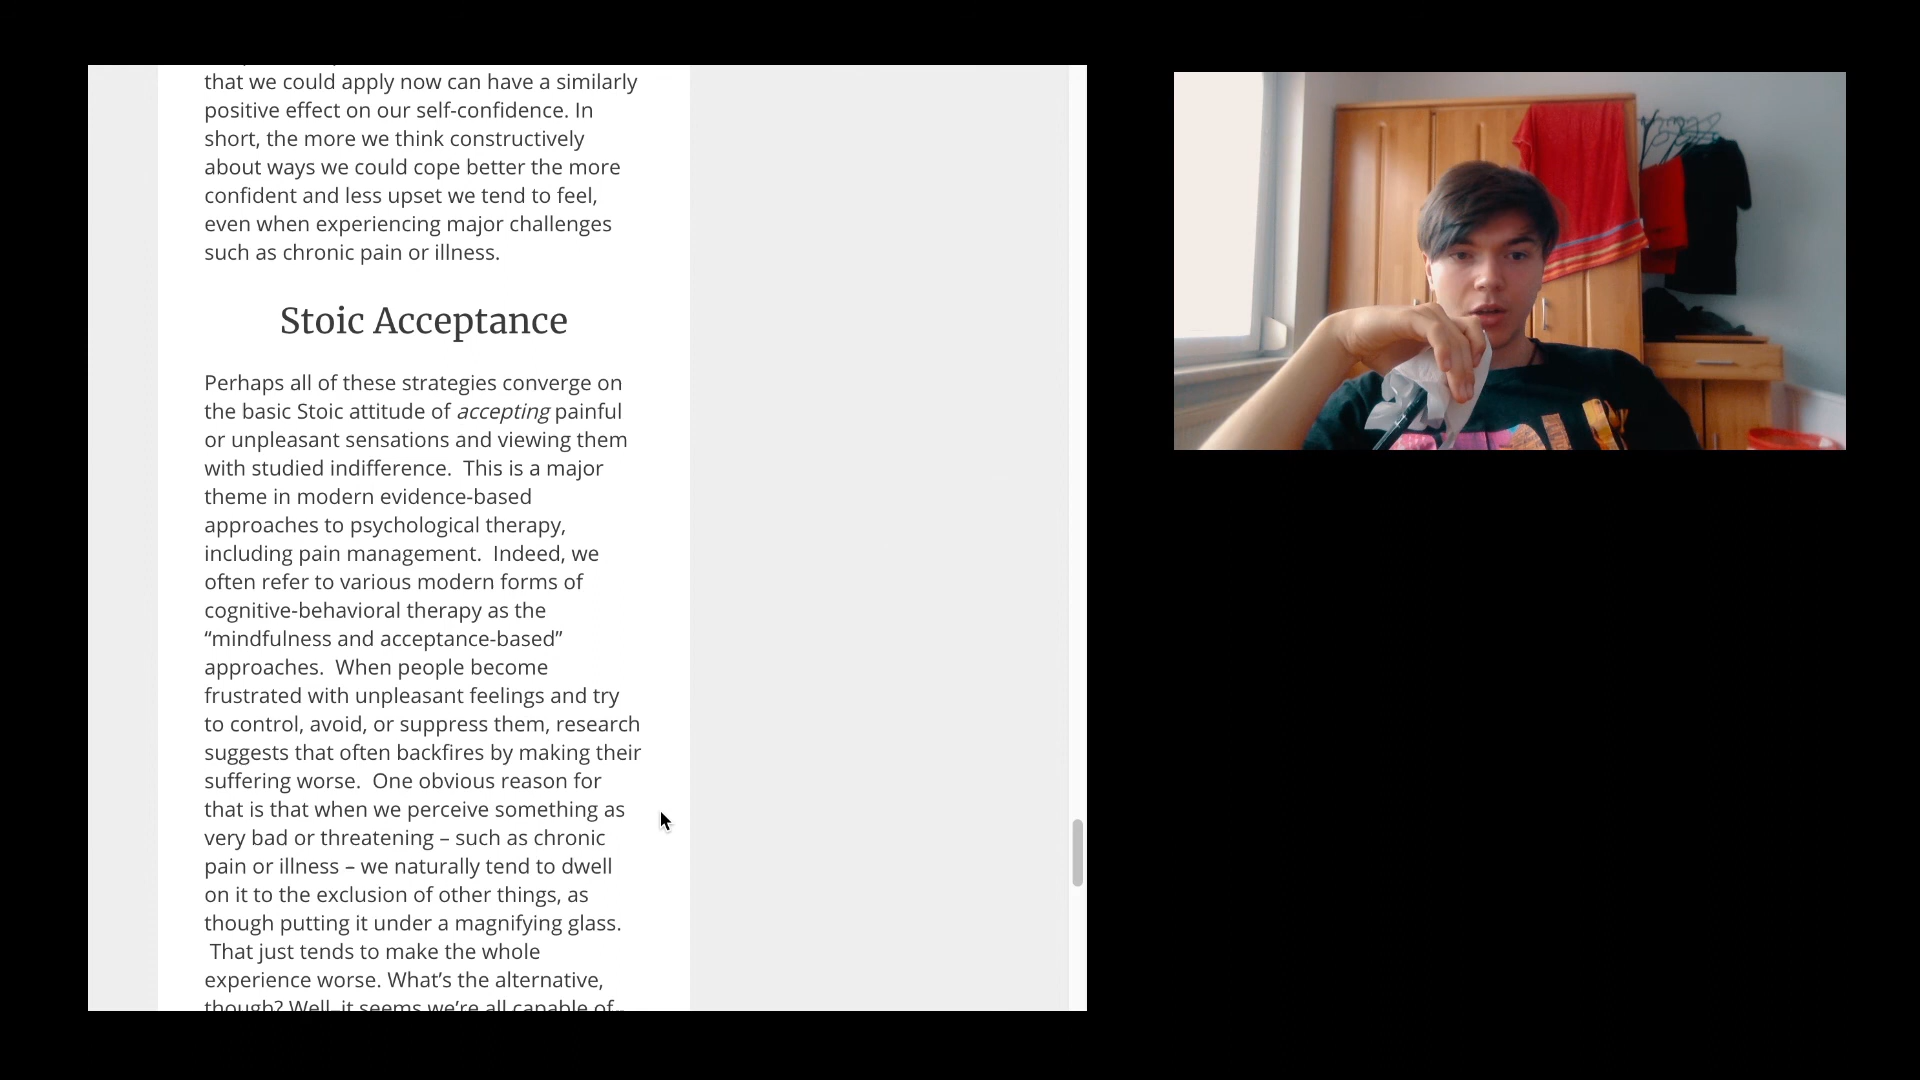 that we could apply now can have a similarly
positive effect on our self-confidence. In
short, the more we think constructively
about ways we could cope better the more
confident and less upset we tend to feel,
even when experiencing major challenges
such as chronic pain or illness.
Stoic Acceptance
Perhaps all of these strategies converge on
the basic Stoic attitude of accepting painful
or unpleasant sensations and viewing them
with studied indifference.  This is a major
theme in modern evidence-based
approaches to psychological therapy,
including pain management.  Indeed, we
often refer to various modern forms of
cognitive-behavioral therapy as the
“mindfulness and acceptance-based”
approaches.  When people become
frustrated with unpleasant feelings and try
to control, avoid, or suppress them, research
suggests that often backfires by making their
suffering worse.  One obvious reason for
that is that when we perceive something as
very bad or threatening – such as chronic
pain or illness – we naturally tend to dwell
on it to the exclusion of other things, as
though putting it under a magnifying glass.
That just tends to make the whole
experience worse. What’s the alternative,
though? Well–it seems we’re all capable of–